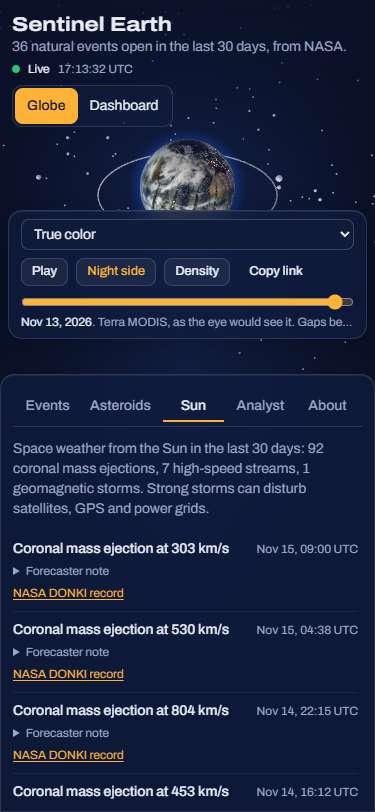 Sentinel Earth
36 natural events open in the last 30 days, from NASA.
Live 17:13:32 UTC
Globe Dashboard
True color
Play Night side Density Copy link
Nov 13, 2026. Terra MODIS, as the eye would see it. Gaps be...
Events Asteroids Sun Analyst About
Space weather from the Sun in the last 30 days: 92
coronal mass ejections, 7 high-speed streams, 1
geomagnetic storms. Strong storms can disturb
satellites, GPS and power grids.
Coronal mass ejection at 303 km/s Nov 15, 09:00 UTC
Forecaster note
NASA DONKI record
Coronal mass ejection at 530 km/s Nov 15, 04:38 UTC
Forecaster note
NASA DONKI record
Coronal mass ejection at 804 km/s Nov 14, 22:15 UTC
Forecaster note
NASA DONKI record
Coronal mass ejection at 453 km/s Nov 14, 16:12 UTC